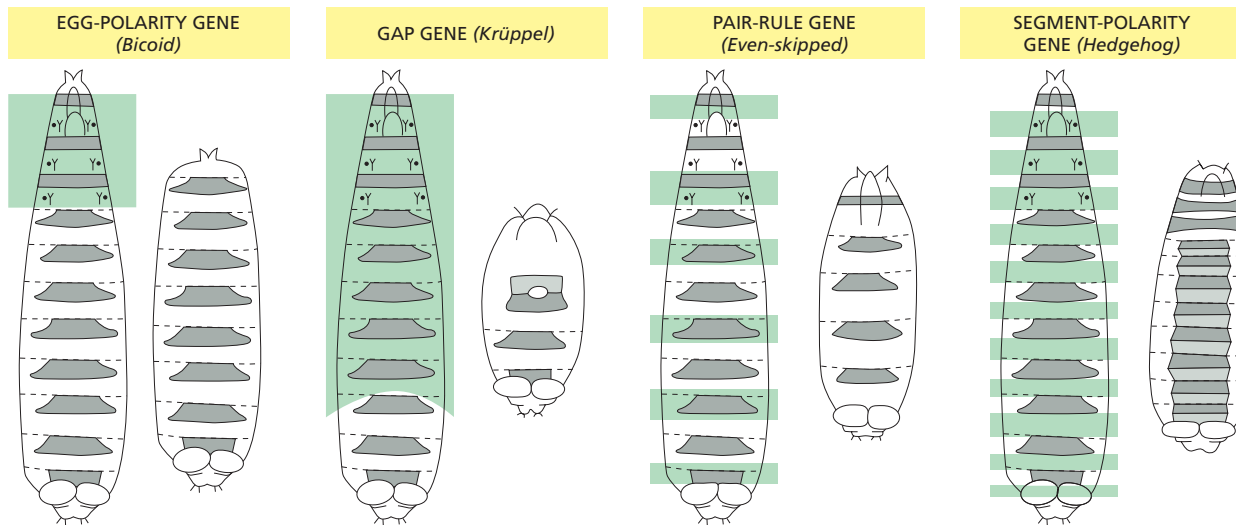 EGG-POLARITY GENE
(Bicoid)
GAP GENE (Krüppel)
PAIR-RULE GENE
(Even-skipped)
SEGMENT-POLARITY
GENE (Hedgehog)